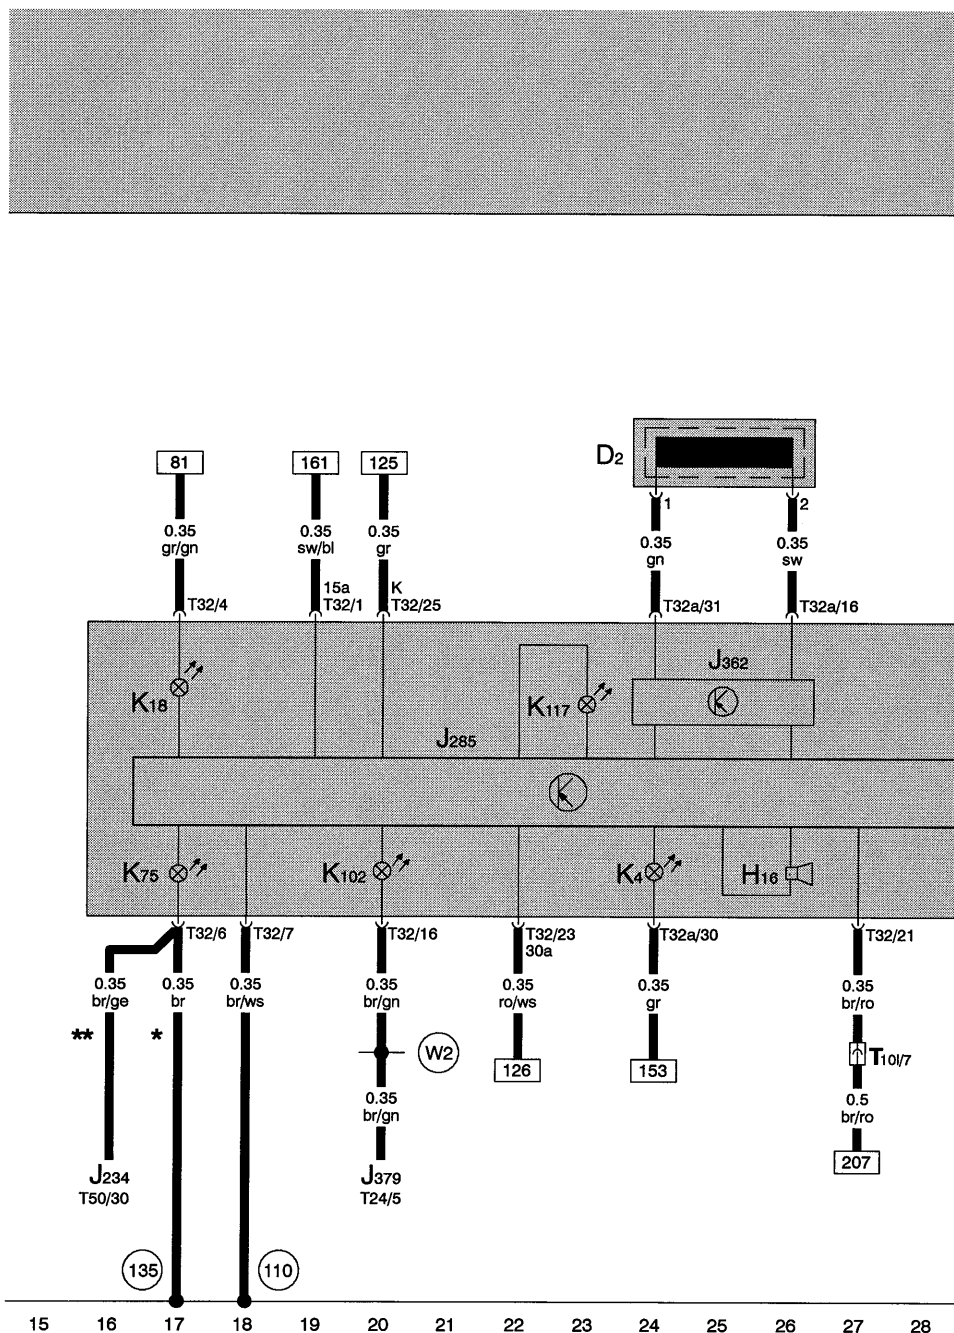 D2
81
161
125
1
2
0.35
gr/gn
0.35
sw/bl
0.35
gr
0.35
gn
0.35
sw
15a
K
T32/4
T32/1
T32/25
T32a/31
T32a/16
J362
K18
K117
J285
K75
K102
K4
H16
T32/6
T32/7
T32/16
T32/23
30a
T32a/30
T32/21
0.35
br/ge
0.35
br
0.35
br/ws
0.35
br/gn
0.35
ro/ws
0.35
gr
0.35
br/ro
**
*
W2
126
153
T10l/7
0.35
br/gn
0.5
br/ro
J234
T50/30
J379
T24/5
207
135
110
15 16 17 18 19 20 21 22 23 24 25 26 27 28